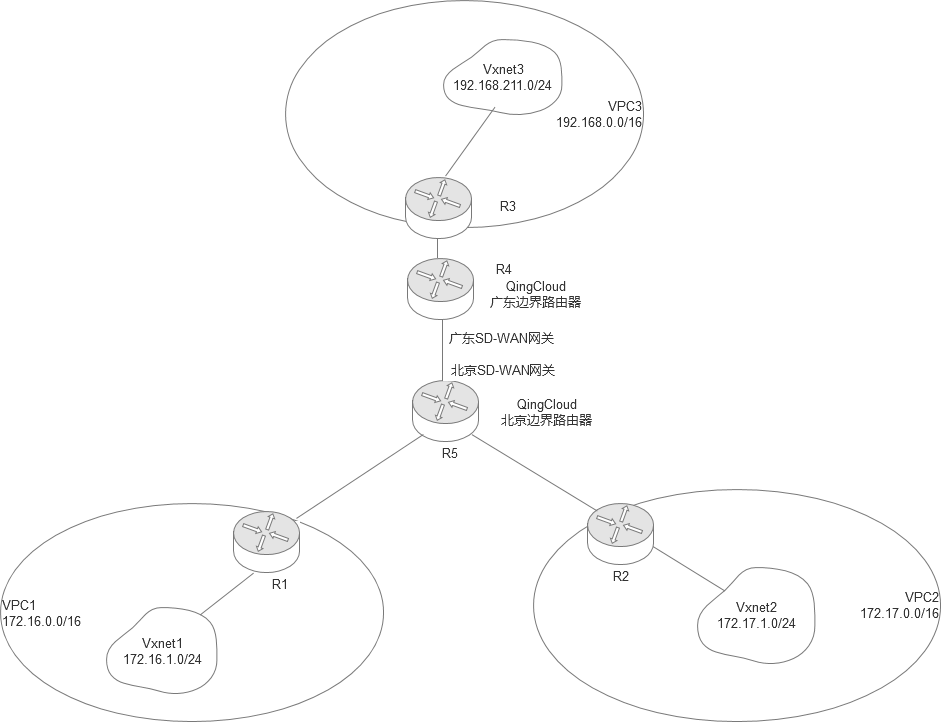 Vxnet3
192.168.211.0/24
VPC3
192.168.0.0/16
R3
R4
QingCloud
广东边界路由器
广东SD-WAN网关
北京SD-WAN网关
QingCloud
北京边界路由器
R5
R1
R2
VPC1
172.16.0.0/16
Vxnet1
172.16.1.0/24
VPC2
172.17.0.0/16
Vxnet2
172.17.1.0/24